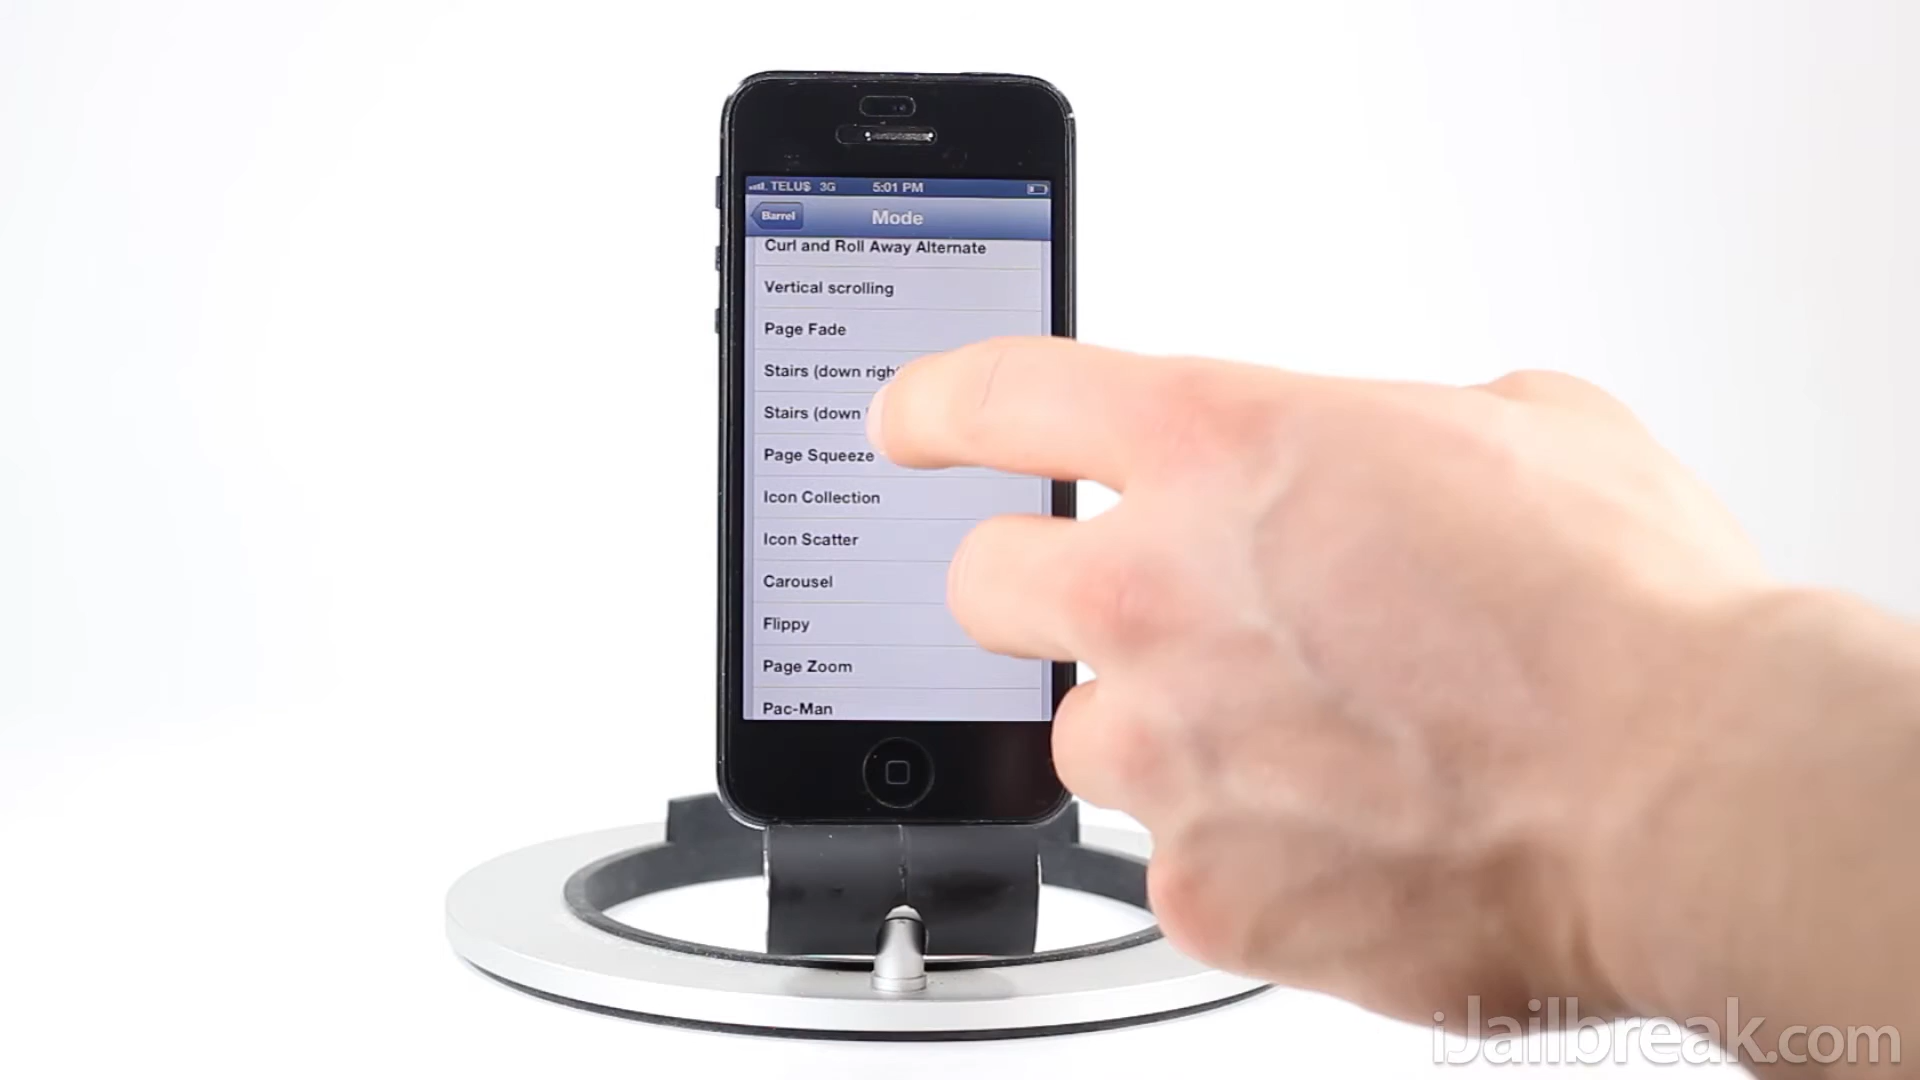 TELUS 3G 5:01 PM
Barrel Mode
Curl and Roll Away Alternate
Vertical scrolling
Page Fade
Stairs (down righ
Stairs (down
Page Squeeze
Icon Collection
Icon Scatter
Carousel
Flippy
Page Zoom
Pac-Man
iJailbreak.com